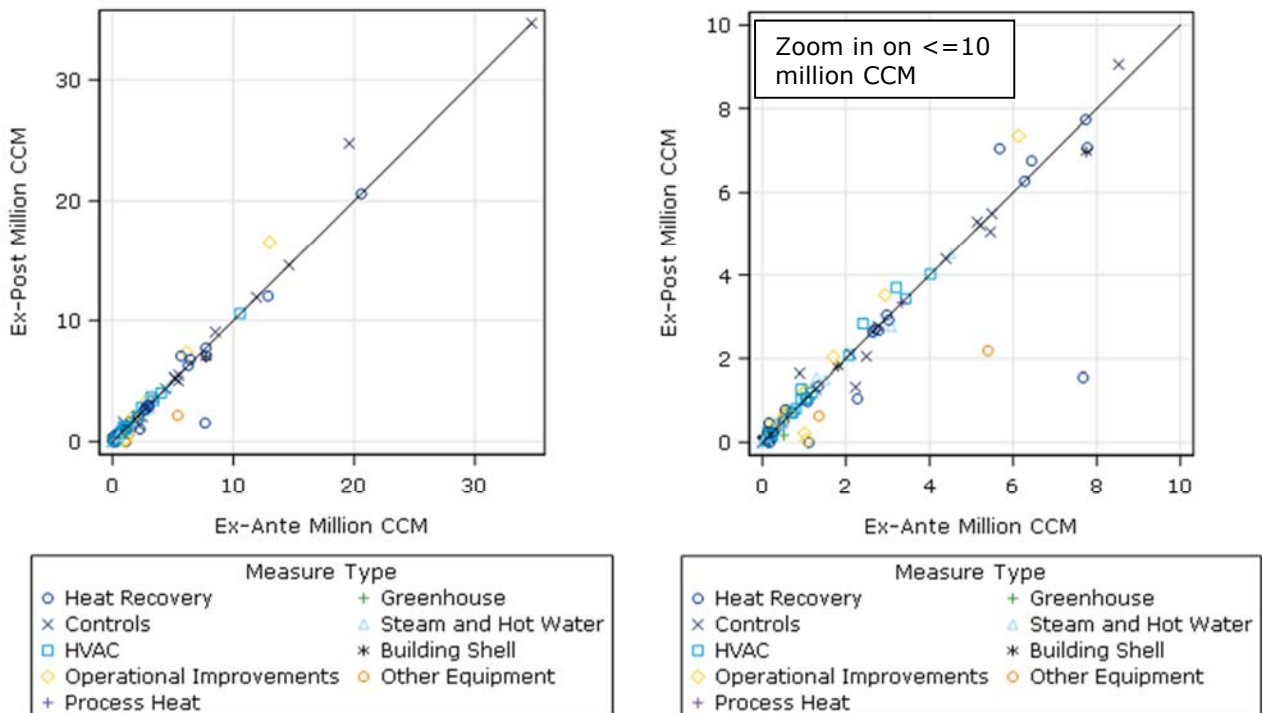 30
20
10
0
Ex-Post Million CCM
0 10 20 30
Ex-Ante Million CCM
Measure Type
Heat Recovery
Controls
HVAC
Operational Improvements
Process Heat
Greenhouse
Steam and Hot Water
Building Shell
Other Equipment
Zoom in on <=10
million CCM
10
8
6
4
2
0
Ex-Post Million CCM
0 2 4 6 8 10
Ex-Ante Million CCM
Measure Type
Heat Recovery
Controls
HVAC
Operational Improvements
Process Heat
Greenhouse
Steam and Hot Water
Building Shell
Other Equipment